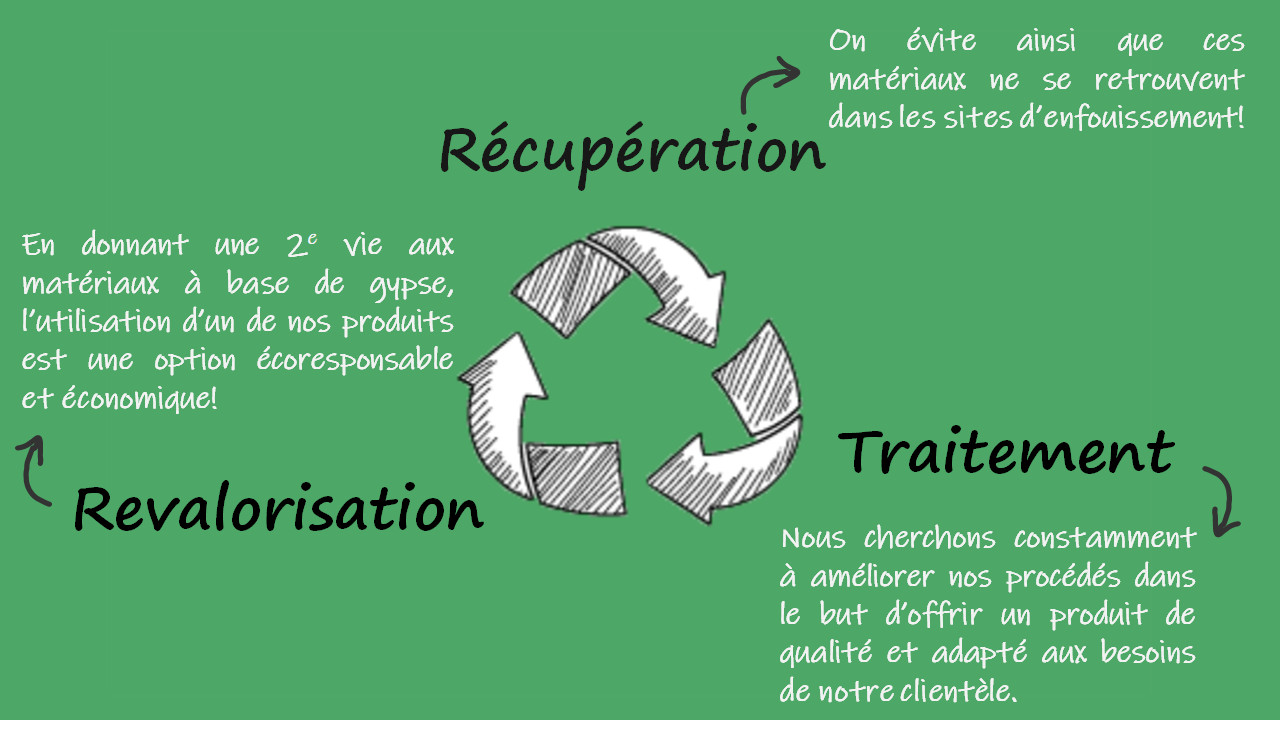 On évite ainsi que ces
matériaux ne se retrouvent
dans les sites d'enfouissement!
Récupération
En donnant une 2e vie aux
matériaux à base de gypse,
l'utilisation d'un de nos produits
est une option écoresponsable
et économique!
Revalorisation
Traitement
Nous cherchons constamment
à améliorer nos procédés dans
le but d'offrir un produit de
qualité et adapté aux besoins
de notre clientèle.